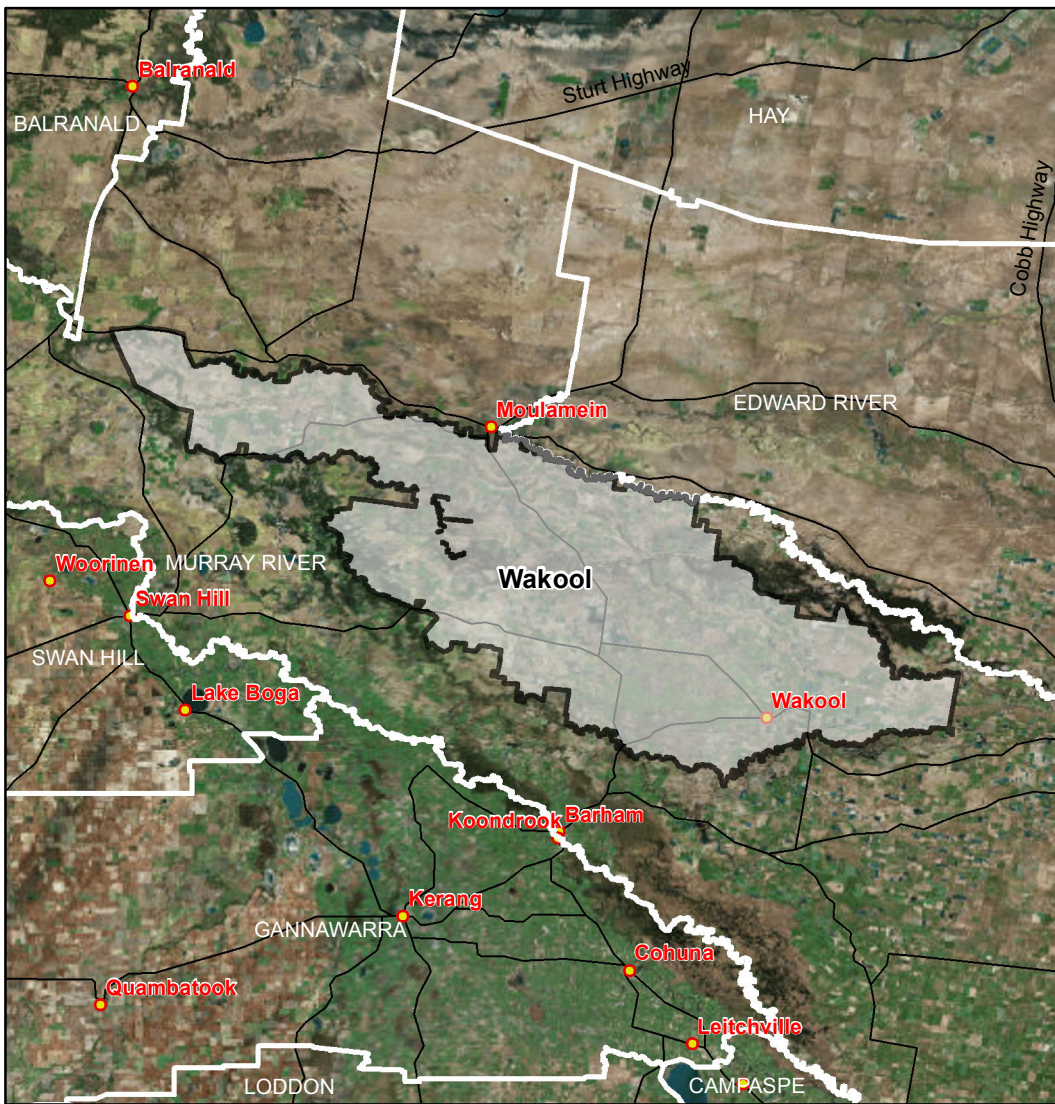 Balranald
Sturt Highway
BALRANALD
HAY
Cobb Highway
EDWARD RIVER
Moulamein
Woorinen
MURRAY RIVER
Wakool
Swan Hill
SWAN HILL
Lake Boga
Wakool
Barham
Koondrook
Kerang
GANNAWARRA
Cohuna
Quambatook
Leitchville
LODDON
CAMPASPE